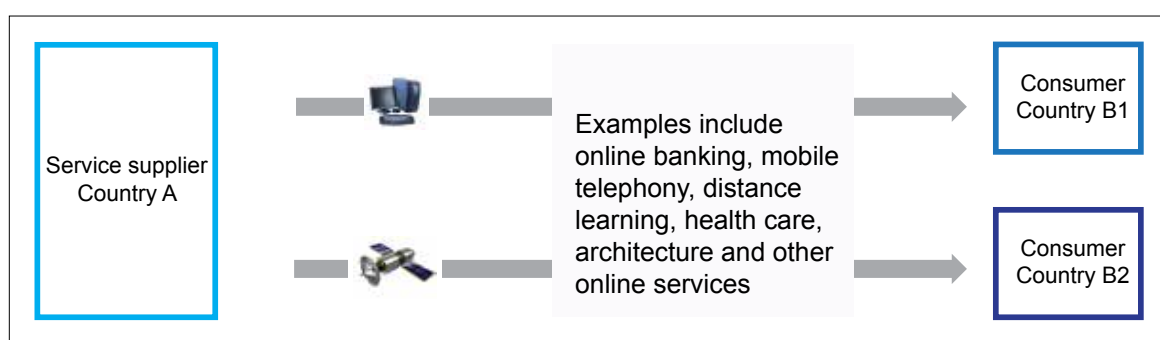 Service supplier
Country A
Examples include
online banking, mobile
telephony, distance
learning, health care,
architecture and other
online services
Consumer
Country B1
Consumer
Country B2